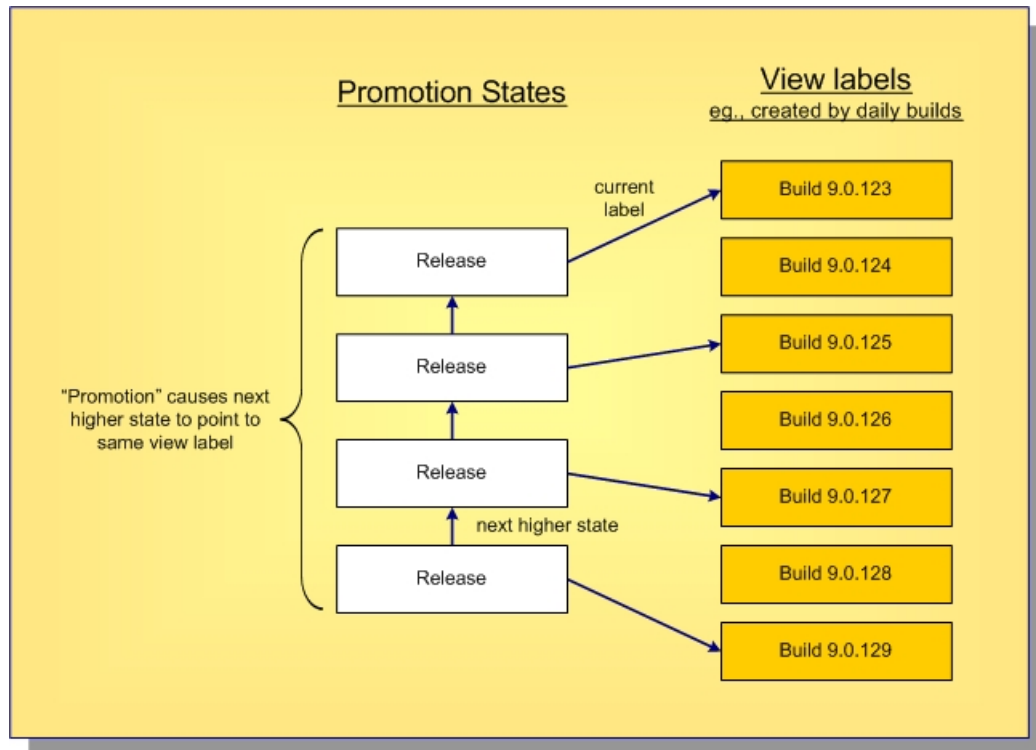 Promotion States
View labels
eg., created by daily builds
current
label
Release
Release
Release
Release
next higher state
“Promotion” causes next
higher state to point to
same view label
Build 9.0.123
Build 9.0.124
Build 9.0.125
Build 9.0.126
Build 9.0.127
Build 9.0.128
Build 9.0.129